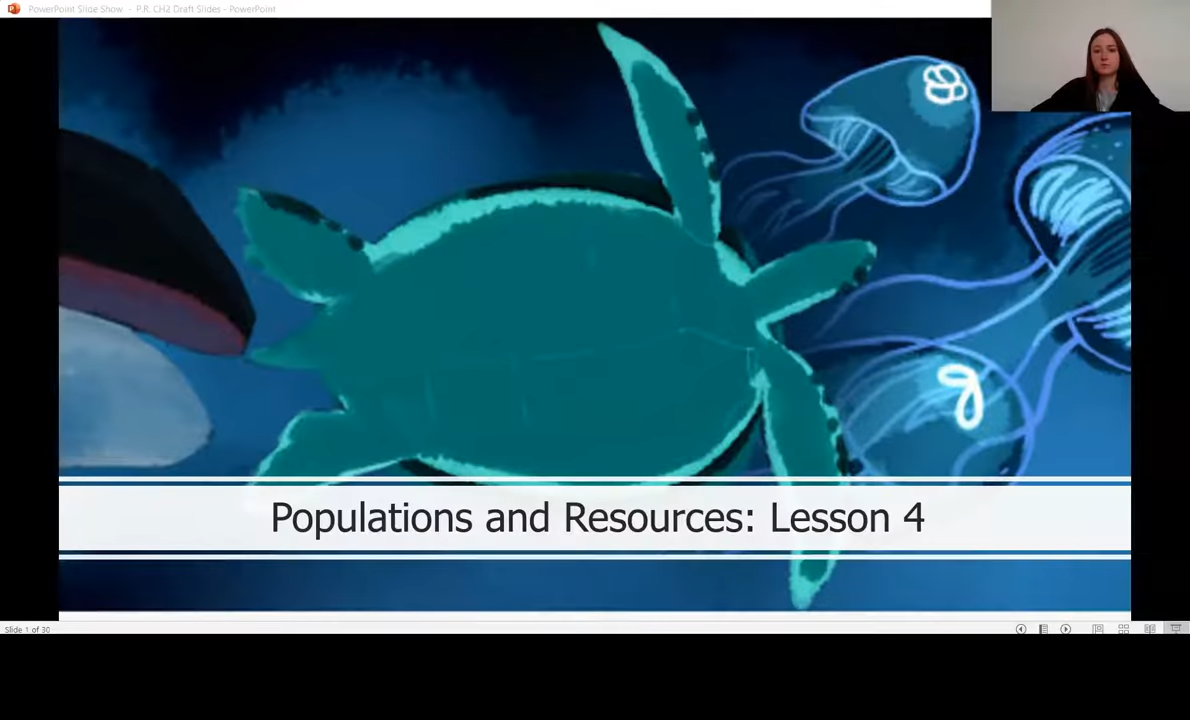 PowerPoint Slide Show - P.R. CH2 Draft Slides - PowerPoint
Populations and Resources: Lesson 4
Slide 1 of 30